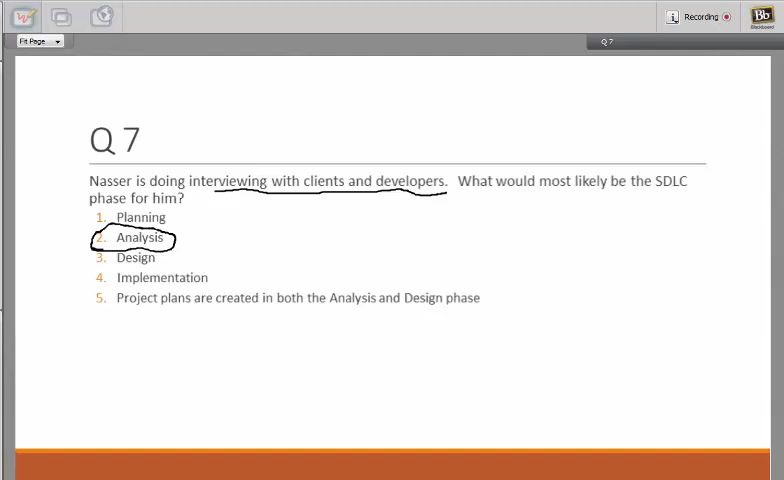 Recording
Bb
Blackboard
Fit Page
Q 7
Q 7
Nasser is doing interviewing with clients and developers. What would most likely be the SDLC
phase for him?
1. Planning
2. Analysis
3. Design
4. Implementation
5. Project plans are created in both the Analysis and Design phase